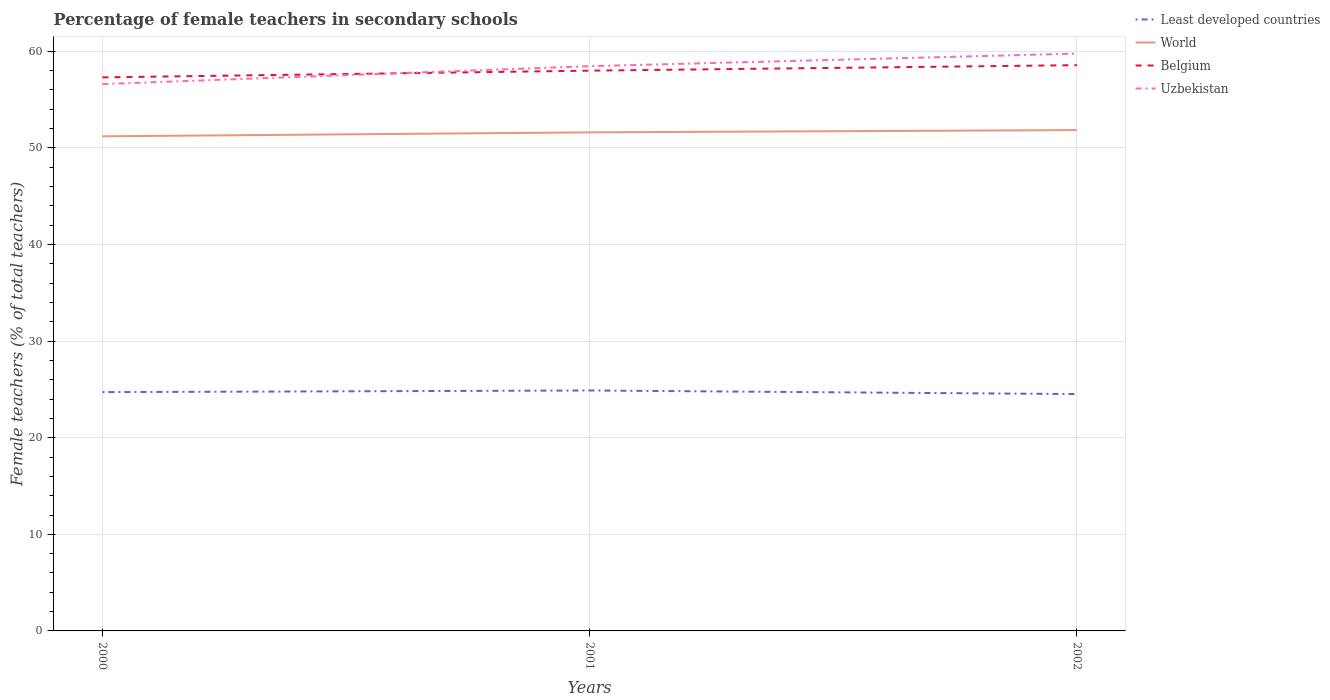 Percentage of female teachers in secondary schools
Least developed countries
World
Belgium
Uzbekistan
Female teachers (% of total teachers)
60
50
40
30
20
10
0
2000
2001
2002
Years